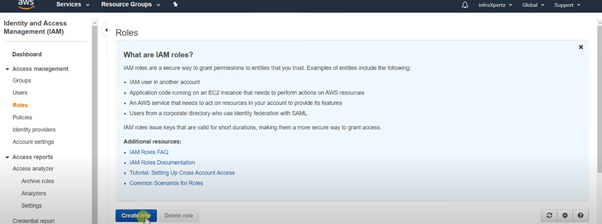 aws
Services
Resource Groups
infraXpertz
Global
Support
Identity and Access
Management (IAM)
Dashboard
Access management
Groups
Users
Roles
Policies
Identity providers
Account settings
Access reports
Access analyzer
Archive rules
Analyzers
Settings
Credential report
Roles
What are IAM roles?
IAM roles are a secure way to grant permissions to entities that you trust. Examples of entities include the following:
• IAM user in another account
• Application code running on an EC2 instance that needs to perform actions on AWS resources
• An AWS service that needs to act on resources in your account to provide its features
• Users from a corporate directory who use identity federation with SAML
IAM roles issue keys that are valid for short durations, making them a more secure way to grant access.
Additional resources:
• IAM Roles FAQ
• IAM Roles Documentation
• Tutorial: Setting Up Cross Account Access
• Common Scenarios for Roles
Create role
Delete role